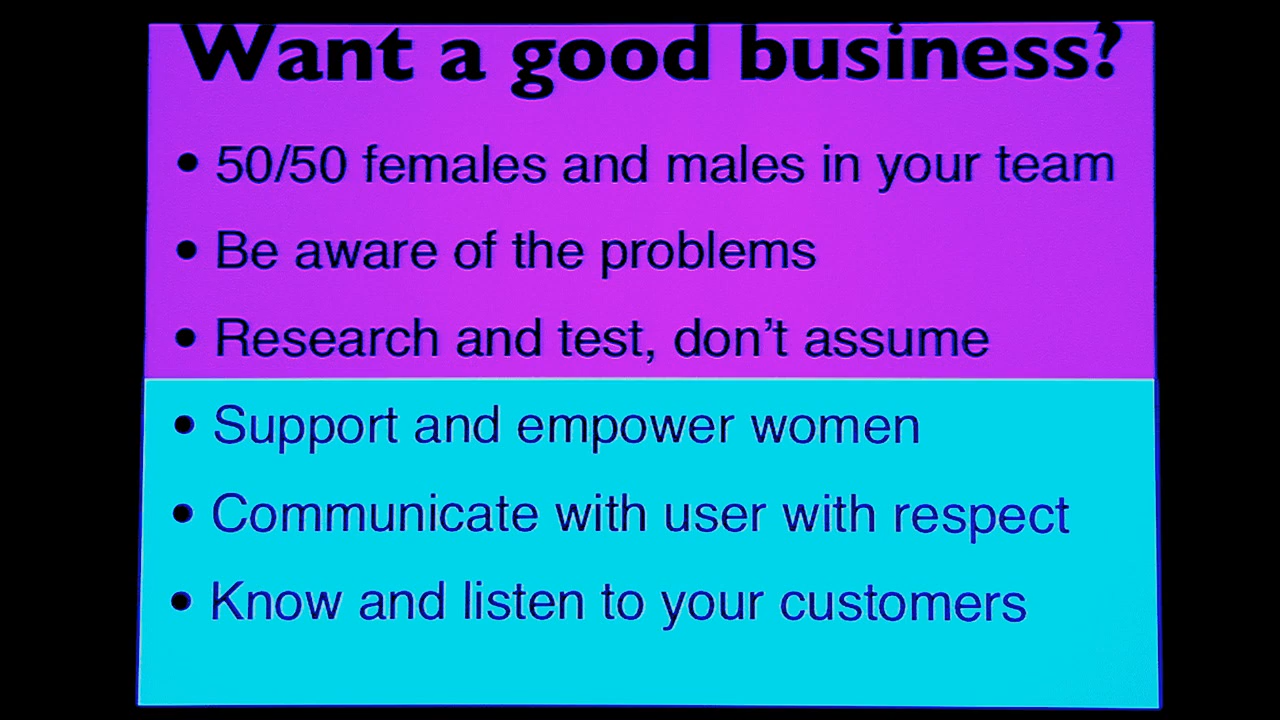 Want a good business?
• 50/50 females and males in your team
• Be aware of the problems
• Research and test, don’t assume
• Support and empower women
• Communicate with user with respect
• Know and listen to your customers